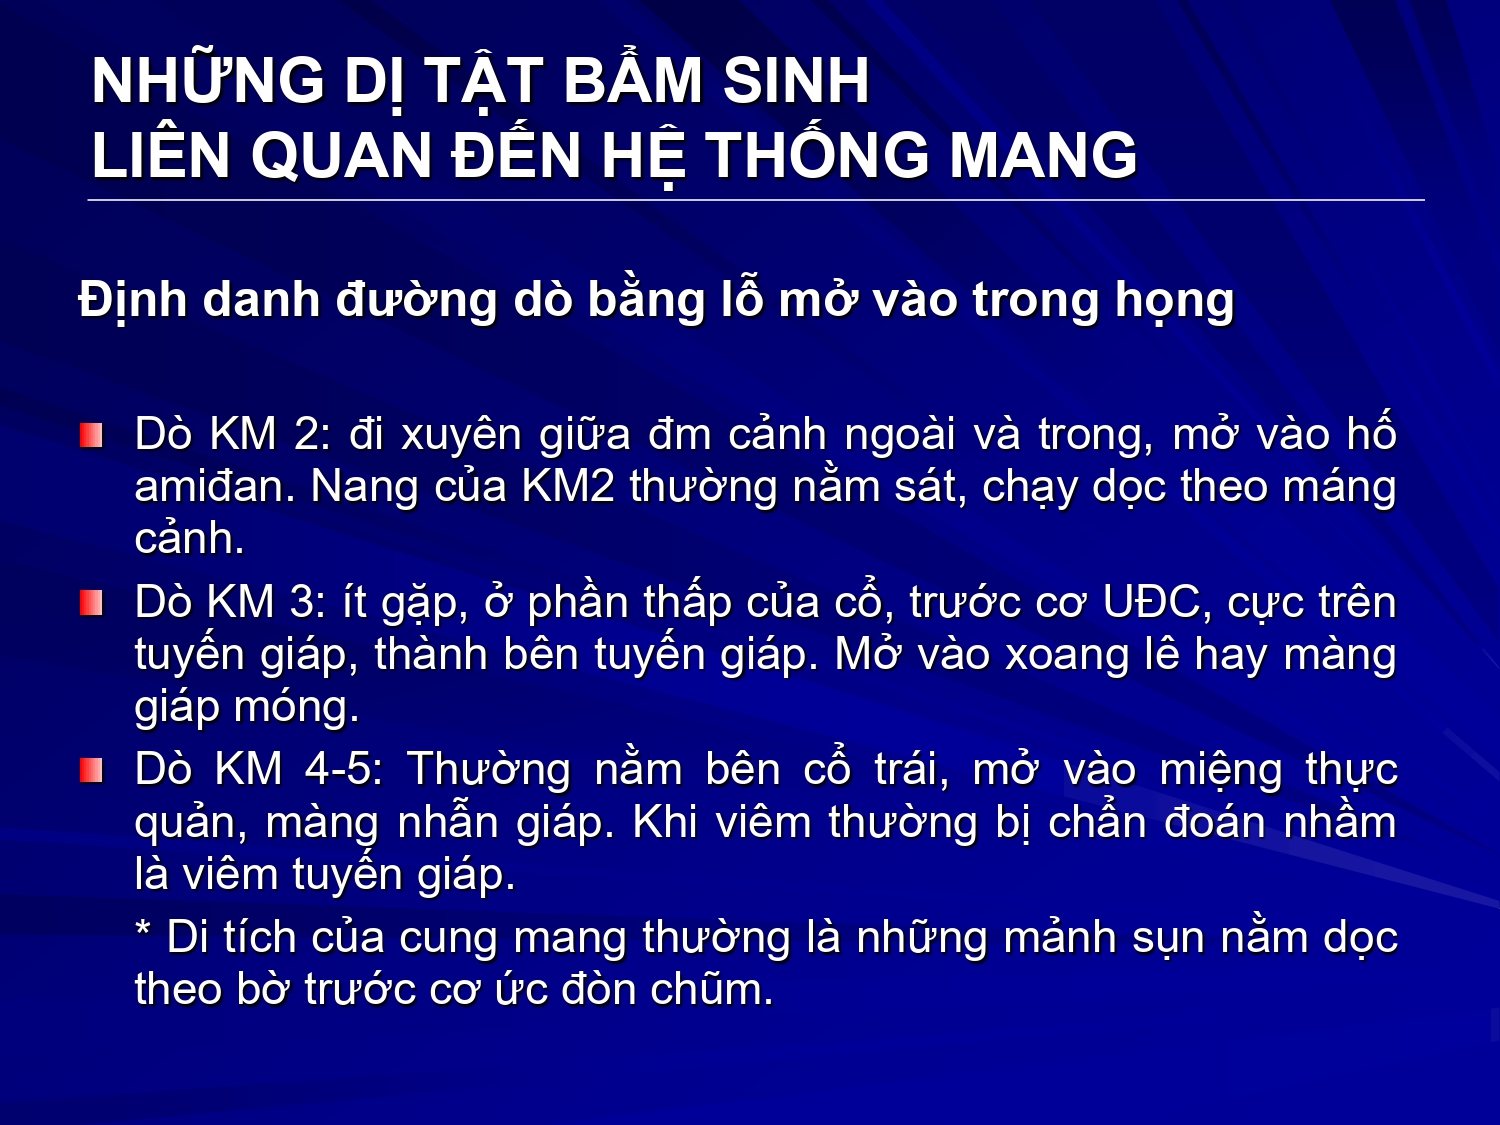 NHỮNG DỊ TẬT BẨM SINH
LIÊN QUAN ĐẾN HỆ THỐNG MANG
Định danh đường dò bằng lỗ mở vào trong họng
Dò KM 2: đi xuyên giữa đm cảnh ngoài và trong, mở vào hố
amiđan. Nang của KM2 thường nằm sát, chạy dọc theo máng
cảnh.
Dò KM 3: ít gặp, ở phần thấp của cổ, trước cơ UĐC, cực trên
tuyến giáp, thành bên tuyến giáp. Mở vào xoang lê hay màng
giáp móng.
Dò KM 4-5: Thường nằm bên cổ trái, mở vào miệng thực
quản, màng nhẫn giáp. Khi viêm thường bị chẩn đoán nhầm
là viêm tuyến giáp.
* Di tích của cung mang thường là những mảnh sụn nằm dọc
theo bờ trước cơ ức đòn chũm.